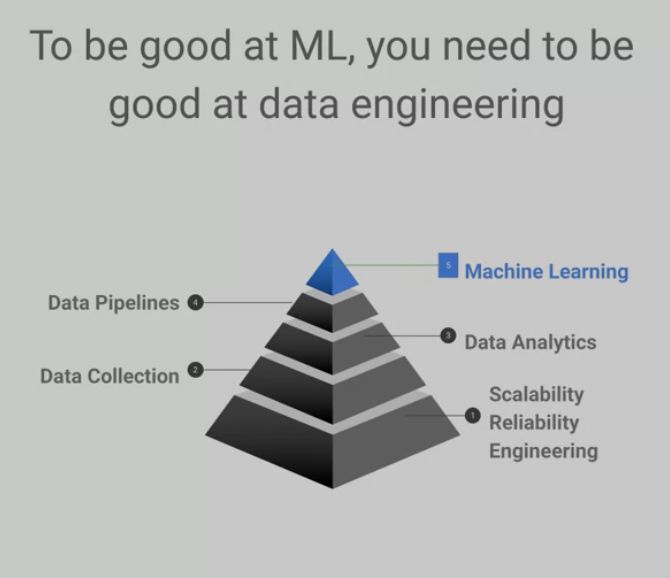 To be good at ML, you need to be
good at data engineering
5
Machine Learning
Data Pipelines
4
3
Data Analytics
Data Collection
2
1
Scalability
Reliability
Engineering